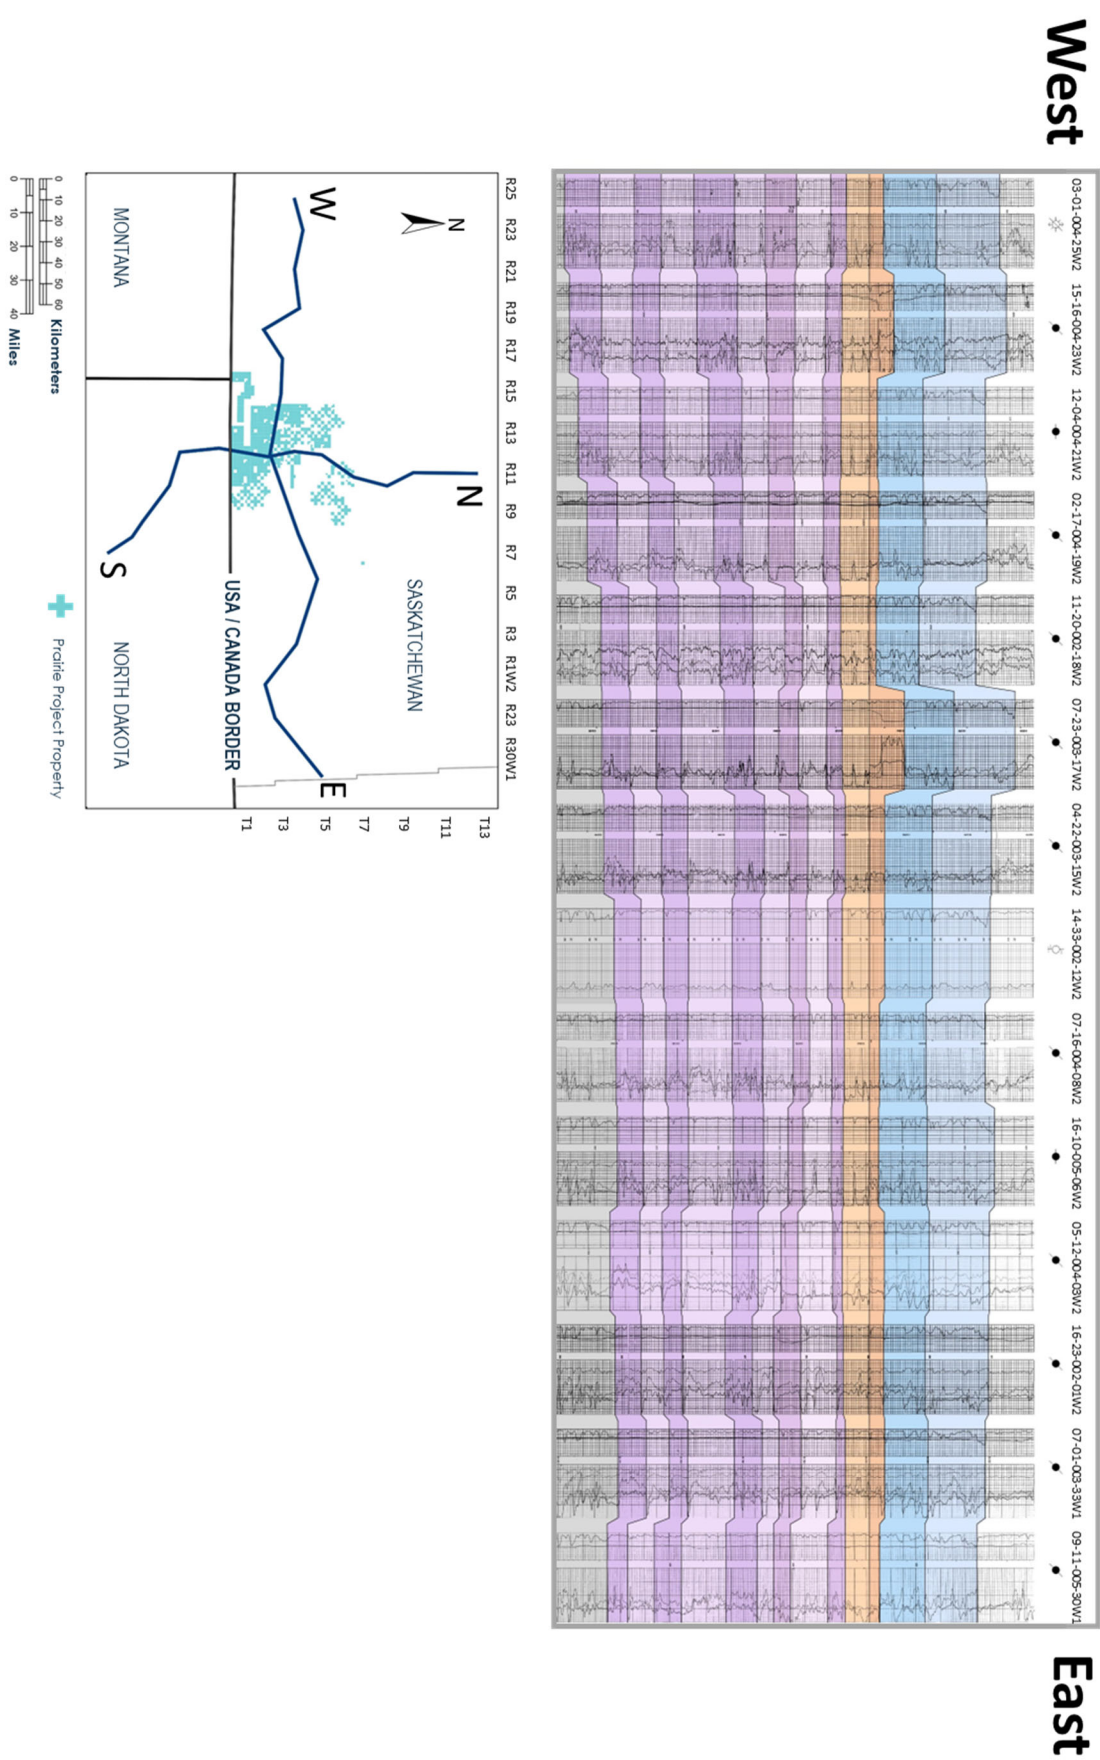 West
East
03-01-004-25W2
15-16-004-23W2
12-04-004-21W2
02-17-004-19W2
11-20-002-18W2
07-23-003-17W2
04-22-003-15W2
14-33-002-12W2
07-16-004-08W2
16-10-005-06W2
05-12-004-03W2
16-23-002-01W2
07-01-003-33W1
09-11-005-30W1
R25 R23 R21 R19 R17 R15 R13 R11 R9 R7 R5 R3 R1W2 R23 R30W1
N
W
N
E
S
SASKATCHEWAN
USA / CANADA BORDER
MONTANA
NORTH DAKOTA
T13
T11
T9
T7
T5
T3
T1
0 10 20 30 40 50 60 Kilometers
0 10 20 30 40 Miles
Prairie Project Property